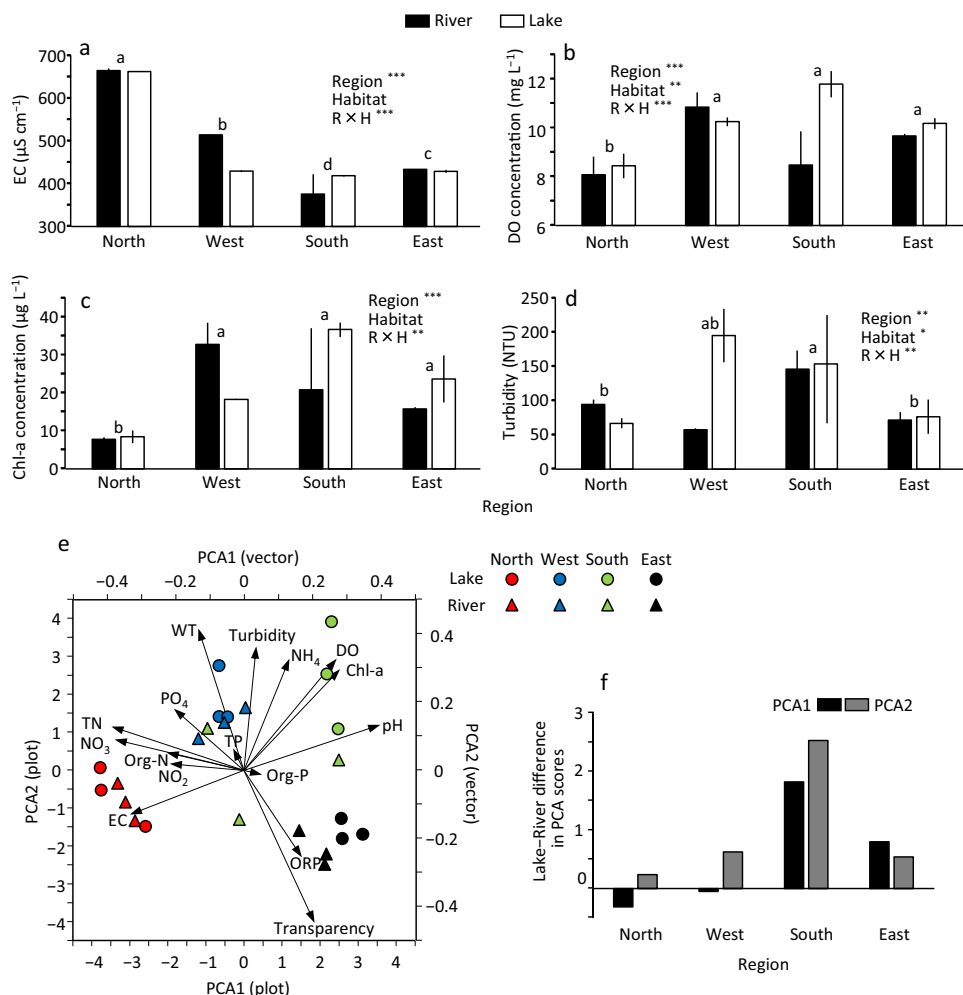 River Lake
a
EC (µS cm−1)
700
600
500
400
300
a
b
d
c
Region ***
Habitat
R × H ***
North West South East
b
DO concentration (mg L−1)
12
10
8
6
b
a
a
a
Region ***
Habitat **
R × H ***
North West South East
c
Chl-a concentration (µg L−1)
40
30
20
10
0
b
a
a
a
Region ***
Habitat
R × H **
North West South East
d
Turbidity (NTU)
250
200
150
100
50
0
b
ab
a
b
Region **
Habitat *
R × H **
North West South East
Region
e
PCA1 (vector)
−0.4 −0.2 0 0.2 0.4
North West South East
Lake
River
PCA2 (plot)
4
3
2
1
0
−1
−2
−3
−4
WT
Turbidity
NH4
DO
Chl-a
PO4
TN
NO3
Org-N
NO2
TP
Org-P
pH
EC
ORP
Transparency
0.4
0.2
0
−0.2
−0.4
PCA2 (vector)
−4 −3 −2 −1 0 1 2 3 4
PCA1 (plot)
f
PCA1 PCA2
Lake−River difference
in PCA scores
3
2
1
0
North West South East
Region